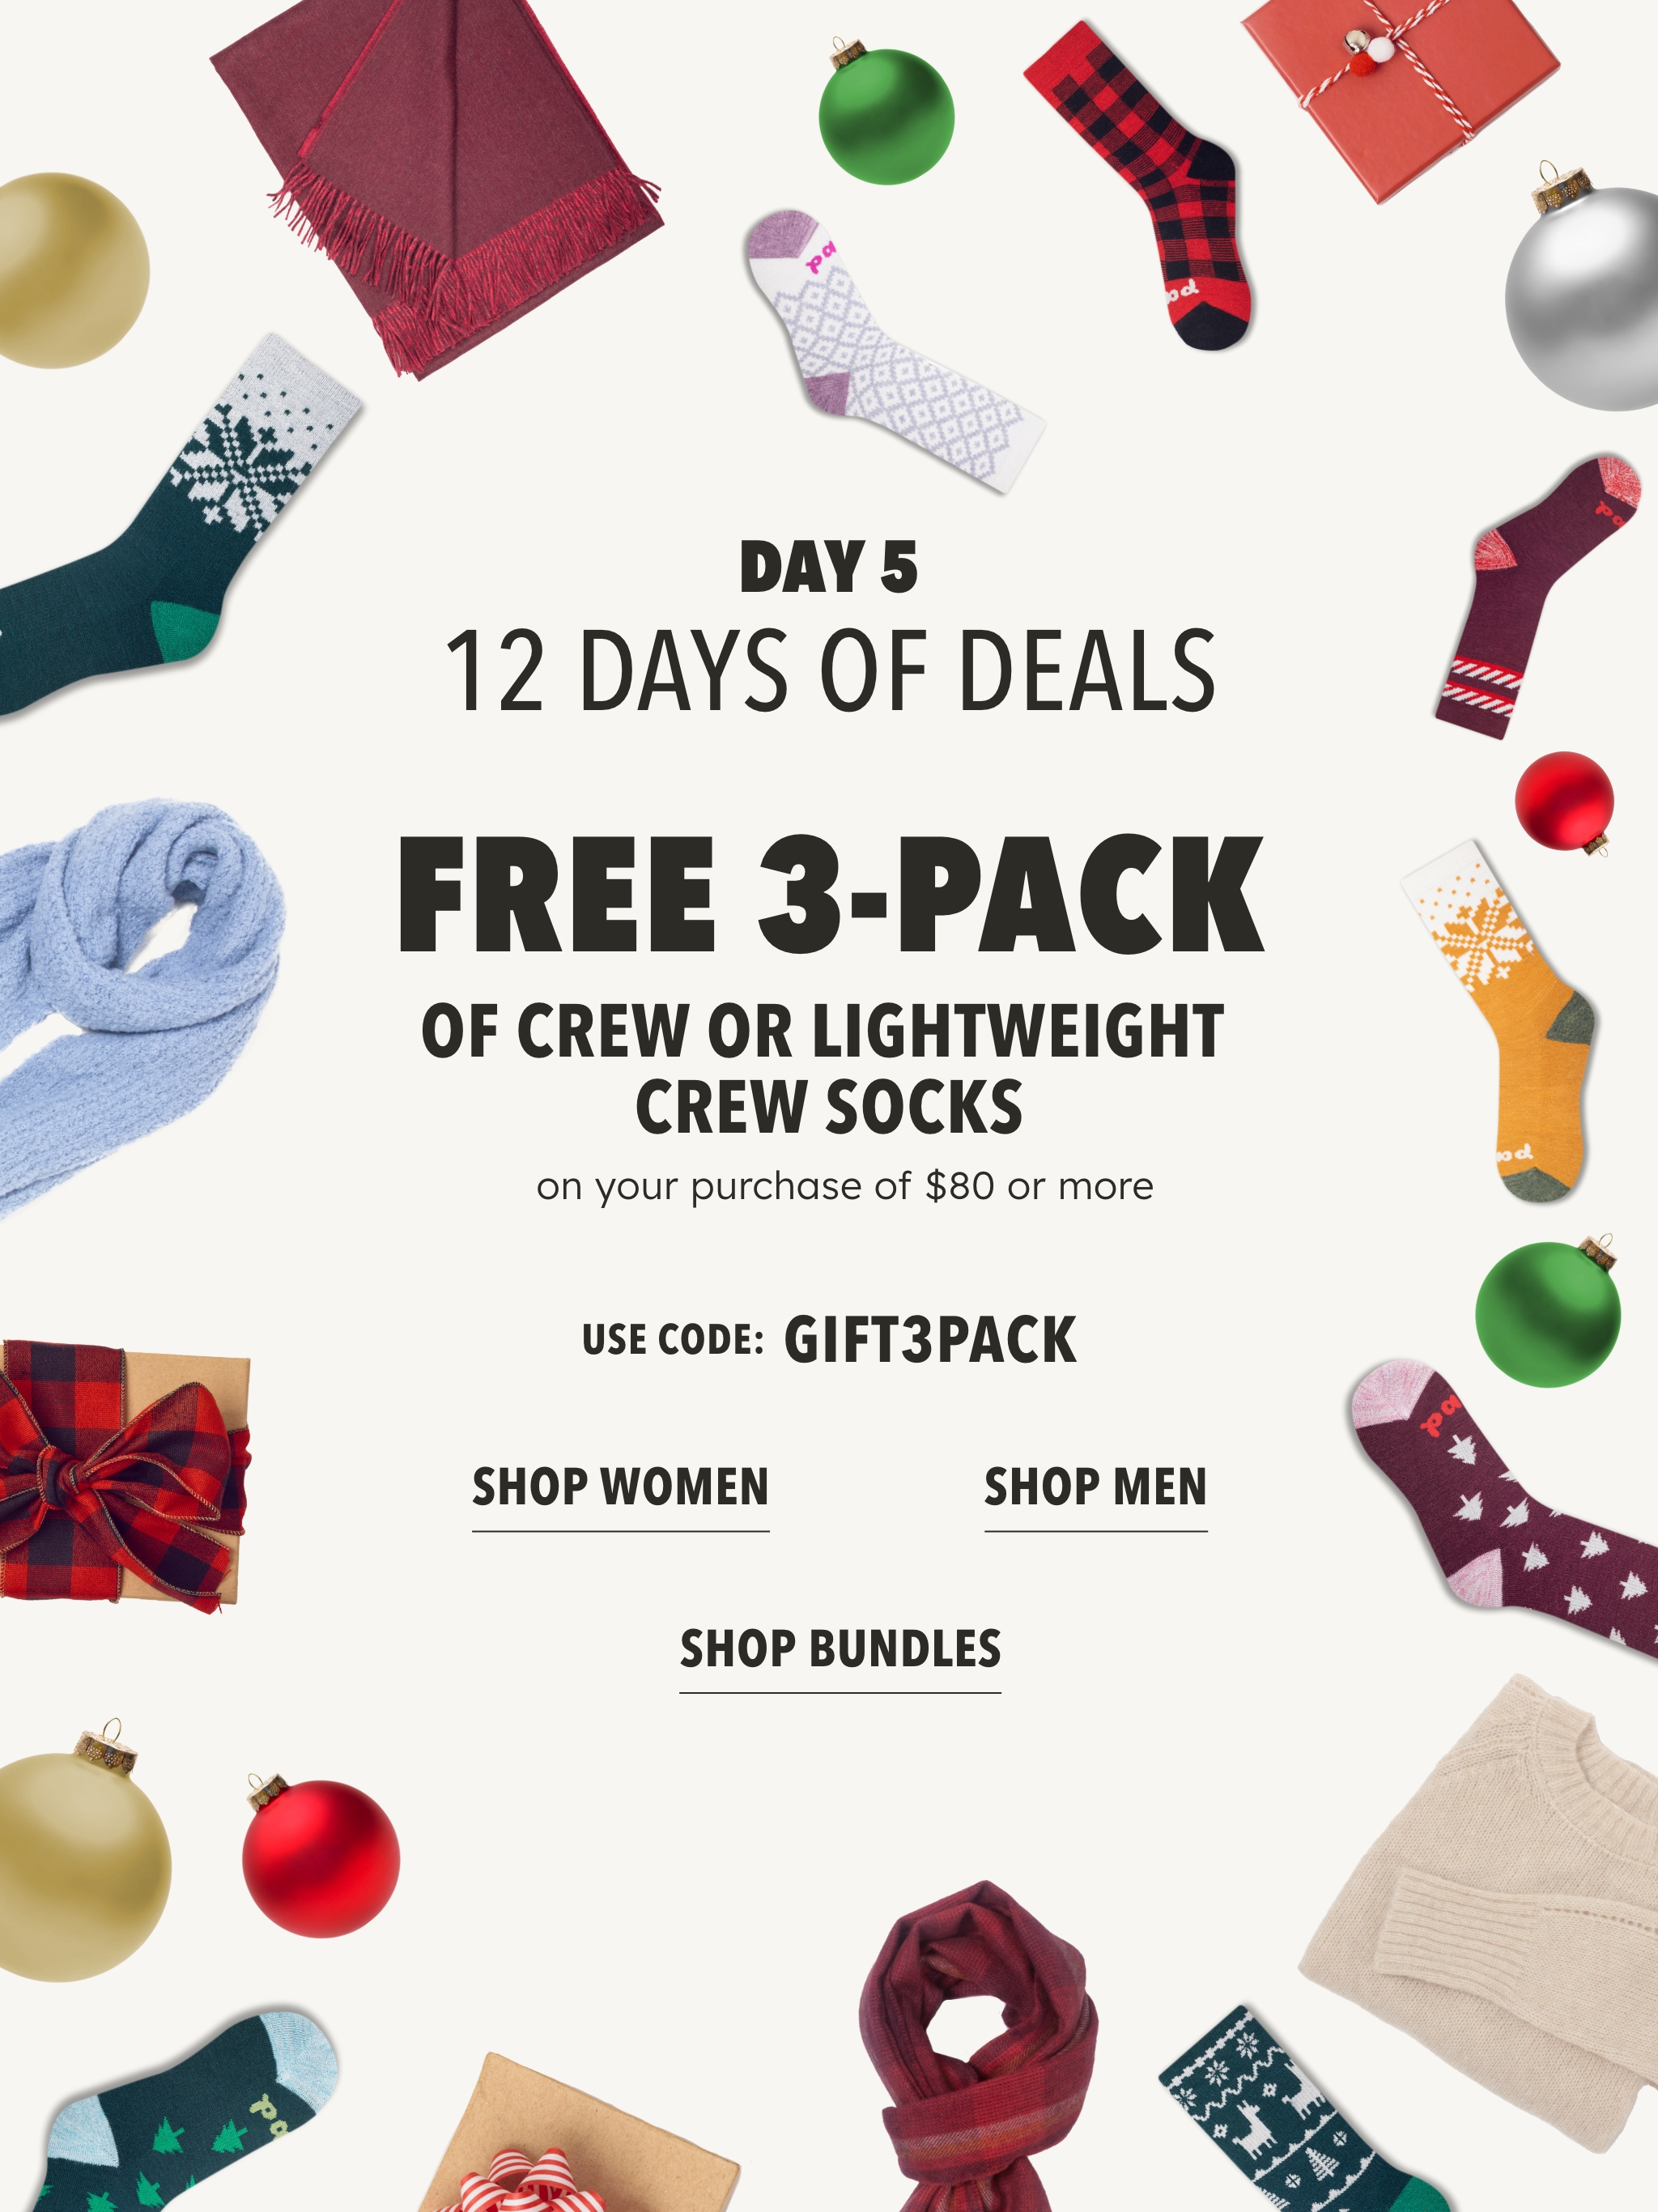 DAY 5
12 DAYS OF DEALS
FREE 3-PACK
OF CREW OR LIGHTWEIGHT
CREW SOCKS
on your purchase of $80 or more
USE CODE: GIFT3PACK
SHOP WOMEN
SHOP MEN
SHOP BUNDLES